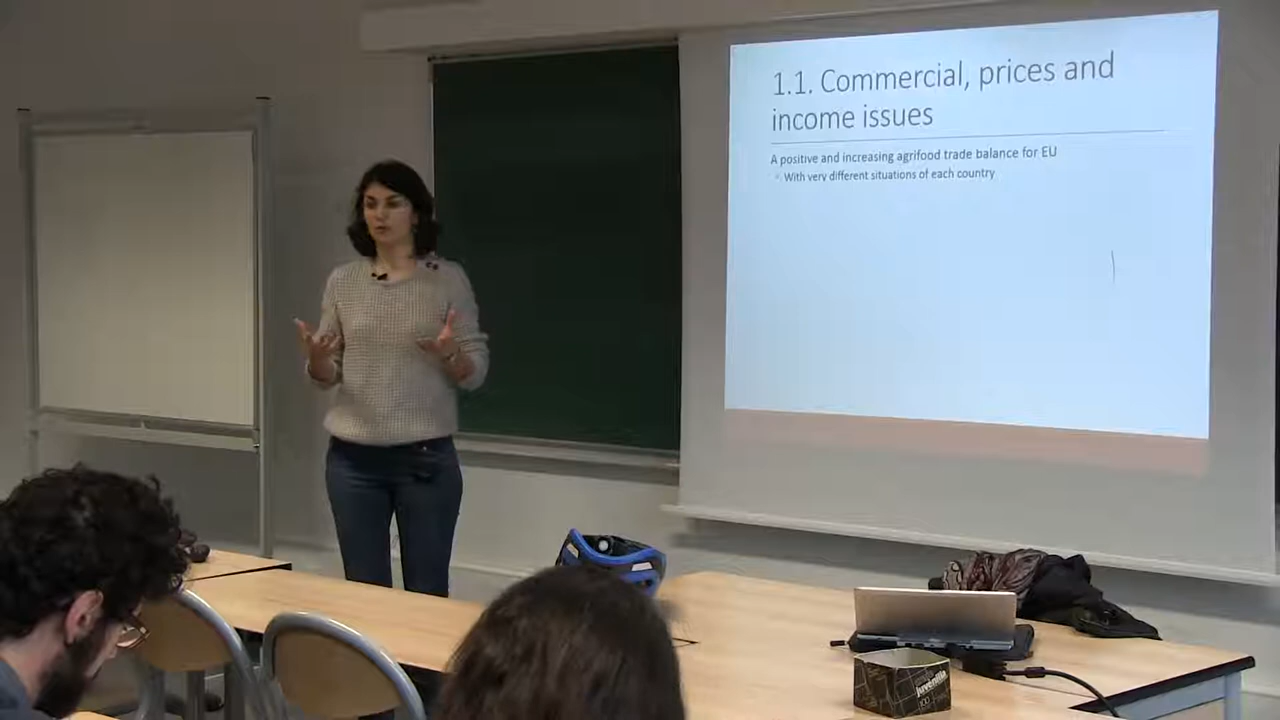 1.1. Commercial, prices and
income issues
A positive and increasing agrifood trade balance for EU
With very different situations of each country
juvenilia